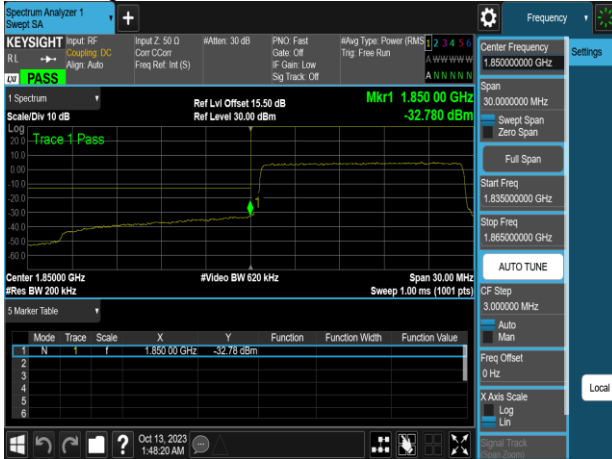 Spectrum Analyzer 1
Swept SA
+
Frequency
KEYSIGHT
RL
Input: RF
Coupling: DC
Align: Auto
Input Z: 50 Ω
Corr CCorr
Freq Ref: Int (S)
#Atten: 30 dB
PNO: Fast
Gate: Off
IF Gain: Low
Sig Track: Off
#Avg Type: Power (RMS
Trig: Free Run
1 2 3 4 5 6
A W W W W W
A N N N N N
LXI
PASS
1 Spectrum
Scale/Div 10 dB
Ref Lvl Offset 15.50 dB
Ref Level 30.00 dBm
Mkr1 1.850 00 GHz
-32.780 dBm
Log
Trace 1 Pass
20.0
10.0
0.00
-10.0
-20.0
-30.0
-40.0
-50.0
-60.0
1
Center 1.85000 GHz
#Res BW 200 kHz
#Video BW 620 kHz
Span 30.00 MHz
Sweep 1.00 ms (1001 pts)
5 Marker Table
Mode Trace Scale X Y Function Function Width Function Value
1 N 1 f 1.850 00 GHz -32.78 dBm
2
3
4
5
6
Oct 13, 2023
1:48:20 AM
?
Center Frequency
1.850000000 GHz
Span
30.0000000 MHz
Swept Span
Zero Span
Full Span
Start Freq
1.835000000 GHz
Stop Freq
1.865000000 GHz
AUTO TUNE
CF Step
3.000000 MHz
Auto
Man
Freq Offset
0 Hz
X Axis Scale
Log
Lin
Signal Track
(Span Zoom)
Settings
Local